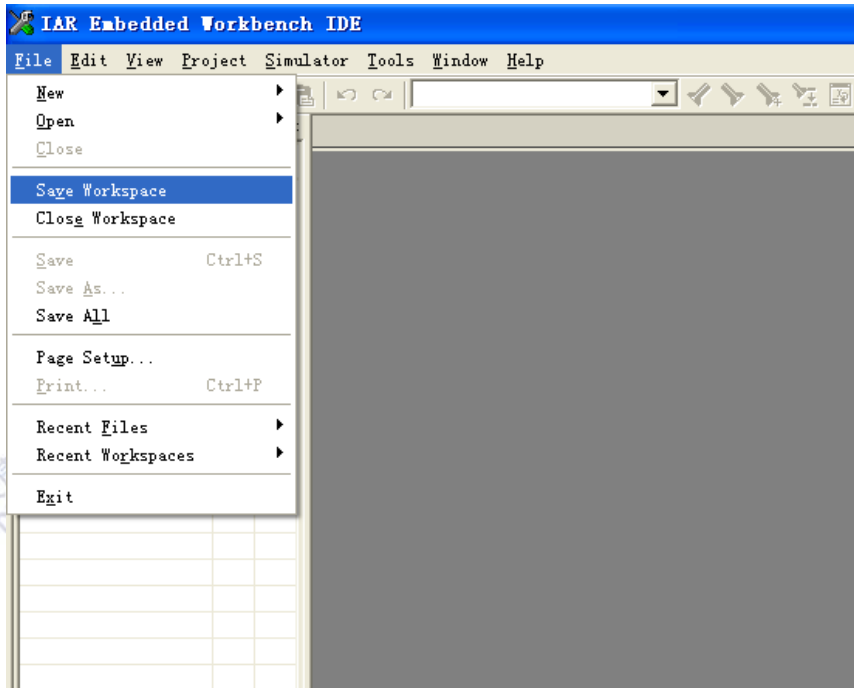 IAR Embedded Workbench IDE
File Edit View Project Simulator Tools Window Help
New
Open
Close
Save Workspace
Close Workspace
Save Ctrl+S
Save As...
Save All
Page Setup...
Print... Ctrl+P
Recent Files
Recent Workspaces
Exit